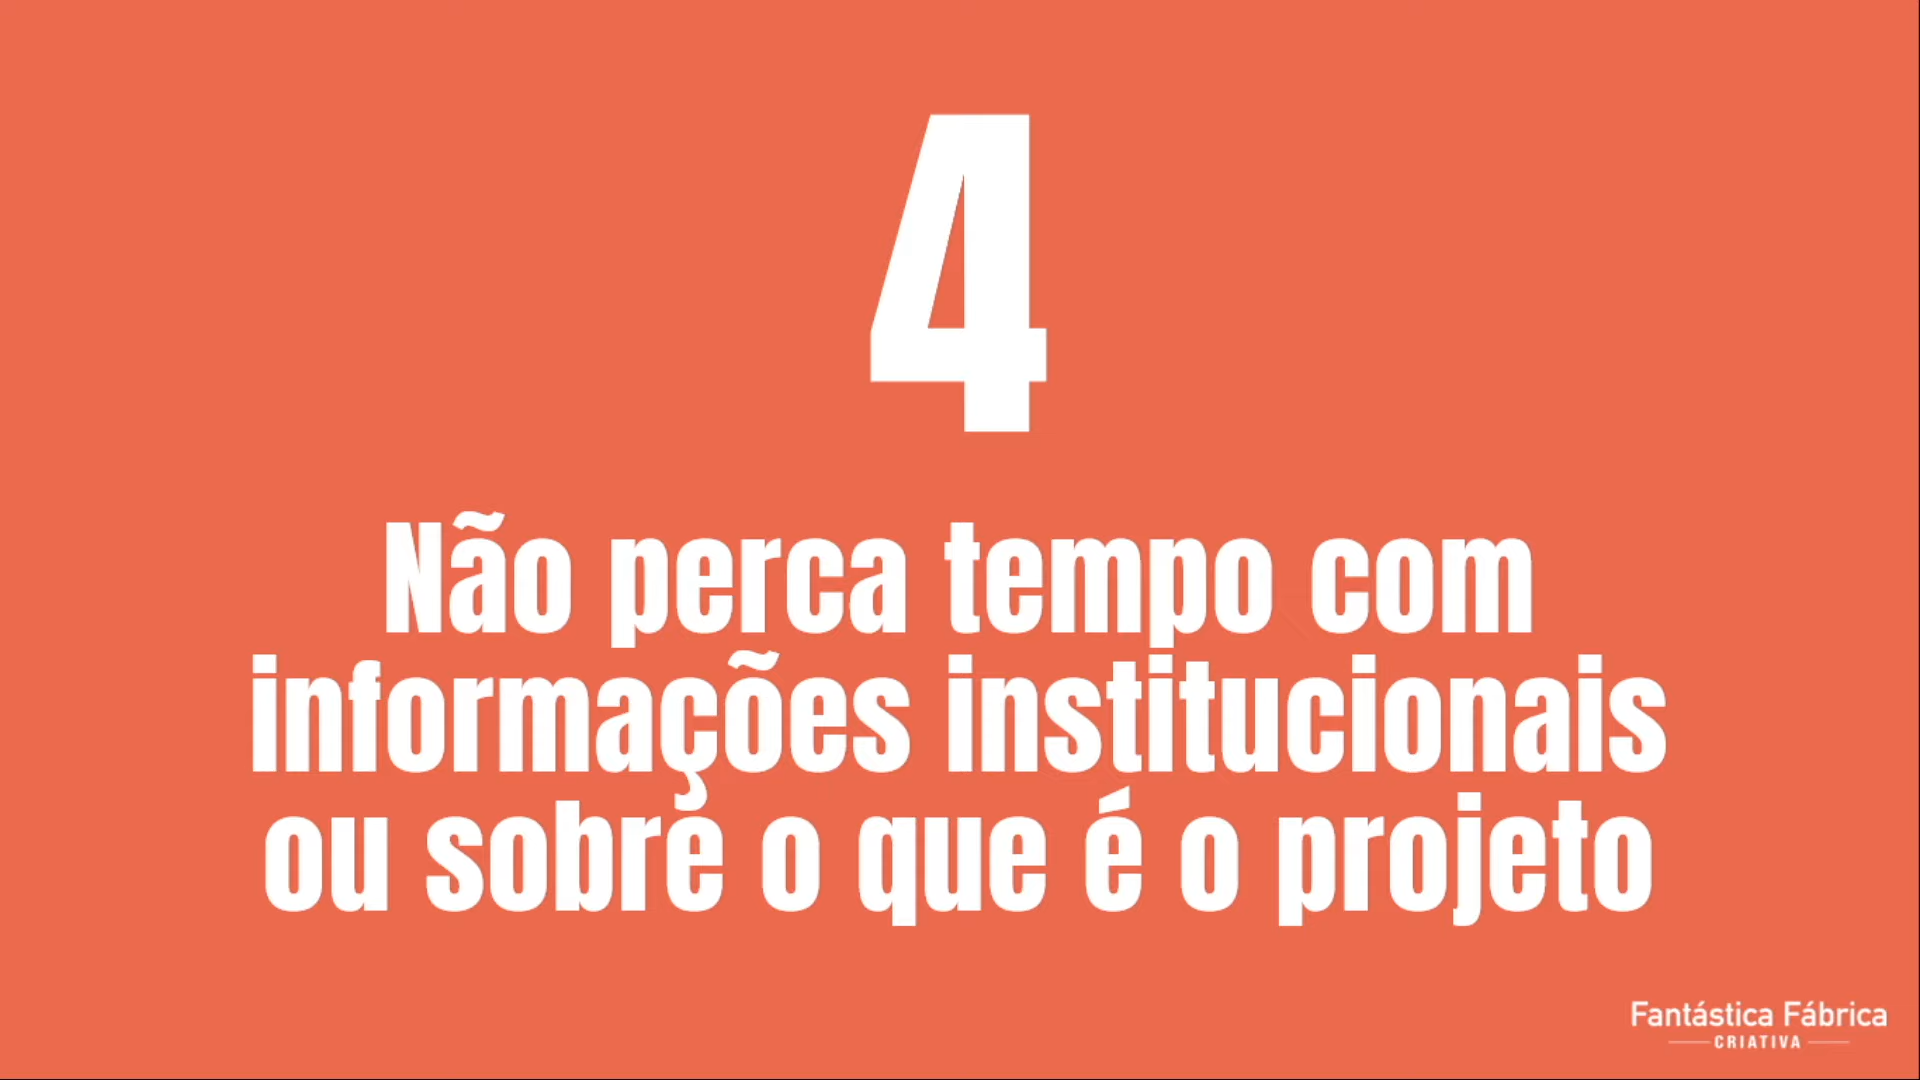 4
Não perca tempo com
informações institucionais
ou sobre o que é o projeto
Fantástica Fábrica
CRIATIVA